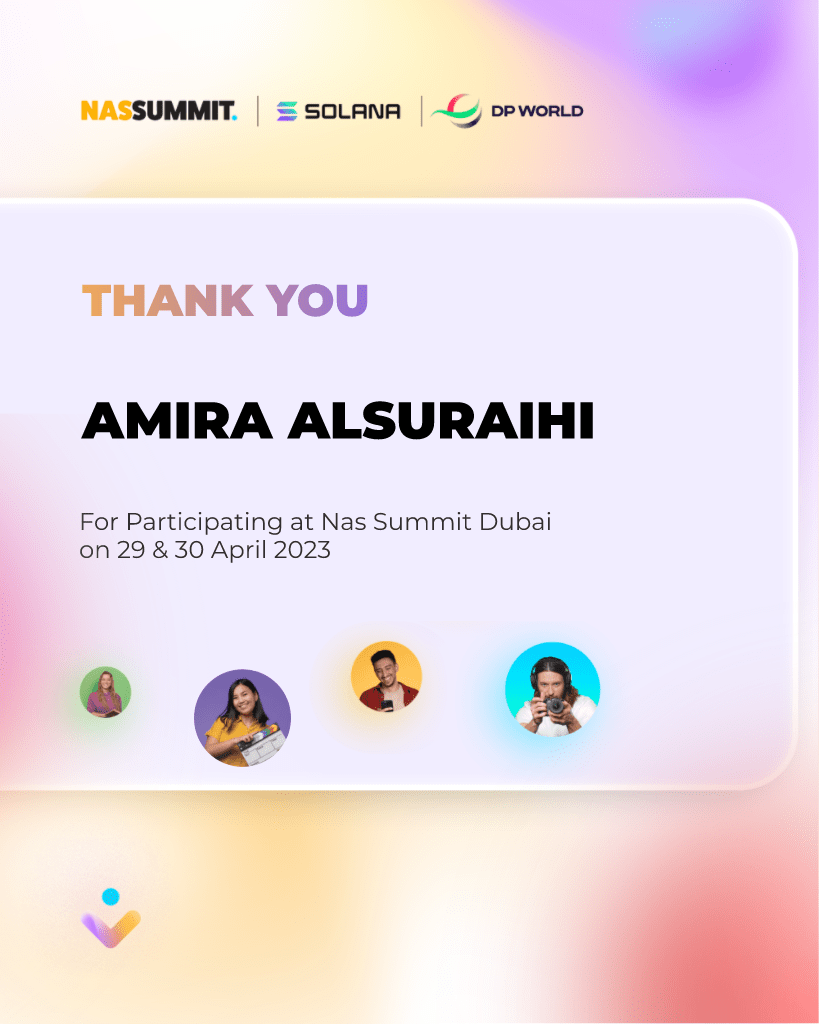 NASSUMMIT. | SOLANA | DP WORLD
THANK YOU
AMIRA ALSURAIHI
For Participating at Nas Summit Dubai
on 29 & 30 April 2023